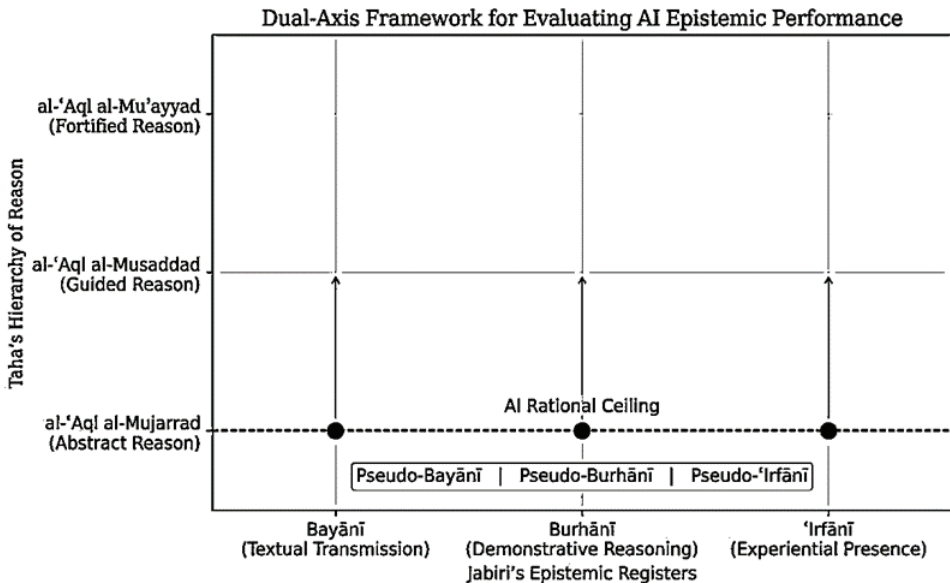 Dual-Axis Framework for Evaluating AI Epistemic Performance
Taha's Hierarchy of Reason
al-‘Aql al-Mu’ayyad
(Fortified Reason)
al-‘Aql al-Musaddad
(Guided Reason)
al-‘Aql al-Mujarrad
(Abstract Reason)
AI Rational Ceiling
Pseudo-Bayānī | Pseudo-Burhānī | Pseudo-‘Irfānī
Bayānī
(Textual Transmission)
Burhānī
(Demonstrative Reasoning)
‘Irfānī
(Experiential Presence)
Jabiri's Epistemic Registers